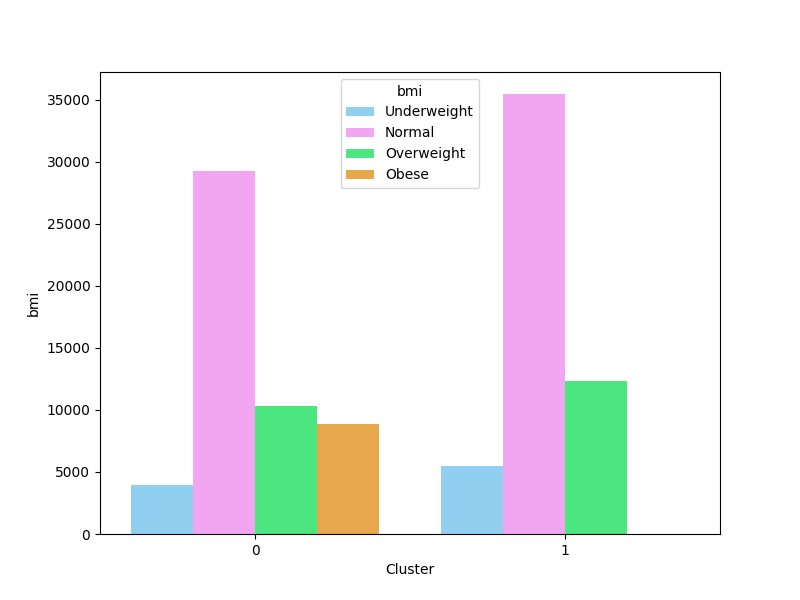 bmi
Underweight
Normal
Overweight
Obese
35000
30000
25000
20000
15000
10000
5000
0
bmi
0
1
Cluster